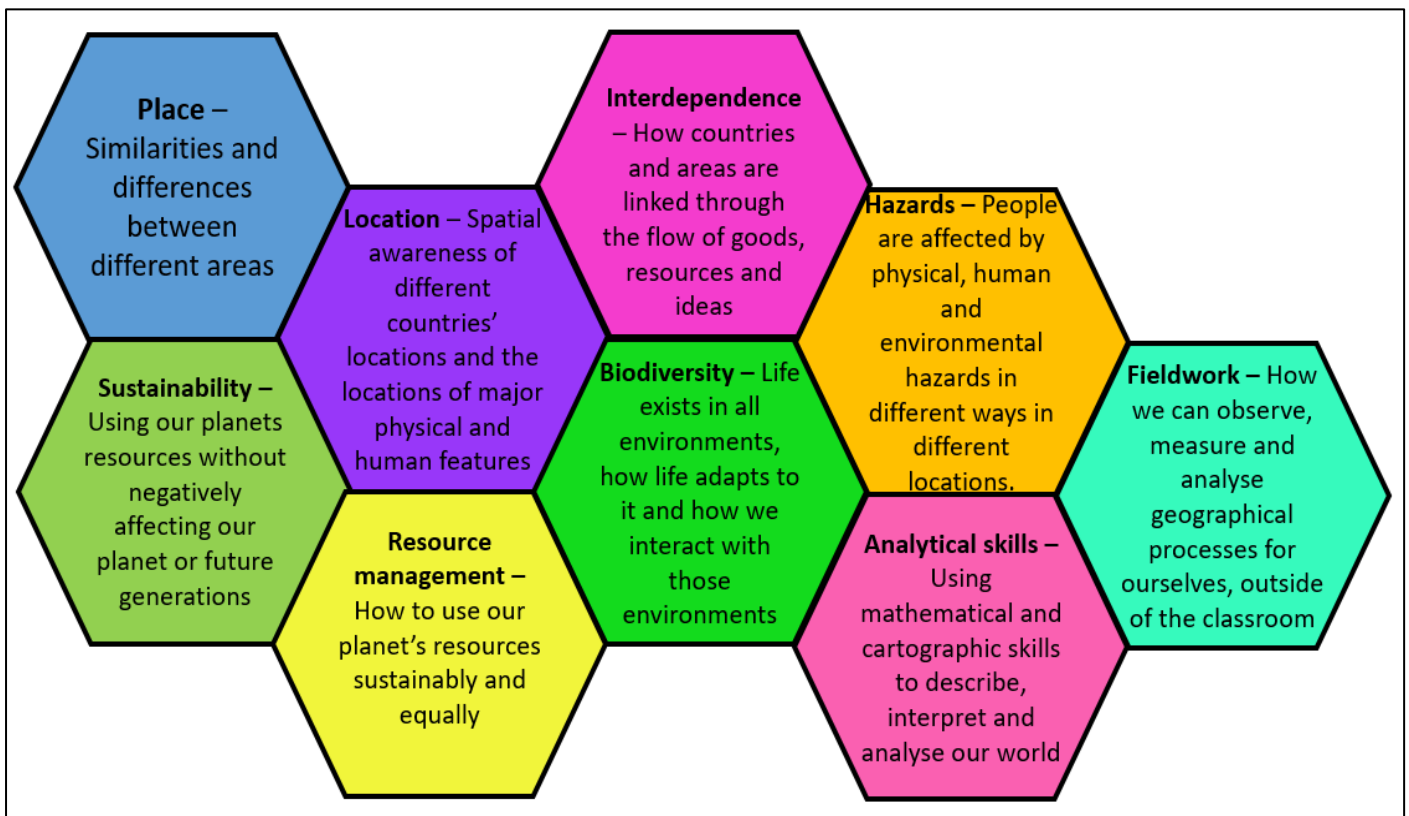 Place –
Similarities and
differences
between
different areas
Location – Spatial
awareness of
different
countries’
locations and the
locations of major
physical and
human features
Interdependence
– How countries
and areas are
linked through
the flow of goods,
resources and
ideas
Hazards – People
are affected by
physical, human
and
environmental
hazards in
different ways in
different
locations.
Sustainability –
Using our planets
resources without
negatively
affecting our
planet or future
generations
Resource
management –
How to use our
planet’s resources
sustainably and
equally
Biodiversity – Life
exists in all
environments,
how life adapts to
it and how we
interact with
those
environments
Analytical skills –
Using
mathematical and
cartographic skills
to describe,
interpret and
analyse our world
Fieldwork – How
we can observe,
measure and
analyse
geographical
processes for
ourselves, outside
of the classroom